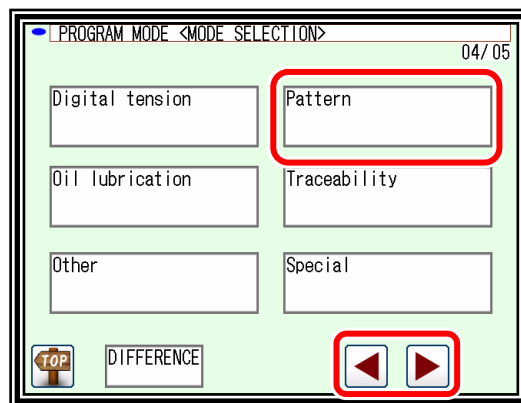 PROGRAM MODE <MODE SELECTION>
04/05
Digital tension
Pattern
Oil lubrication
Traceability
Other
Special
TOP
DIFFERENCE